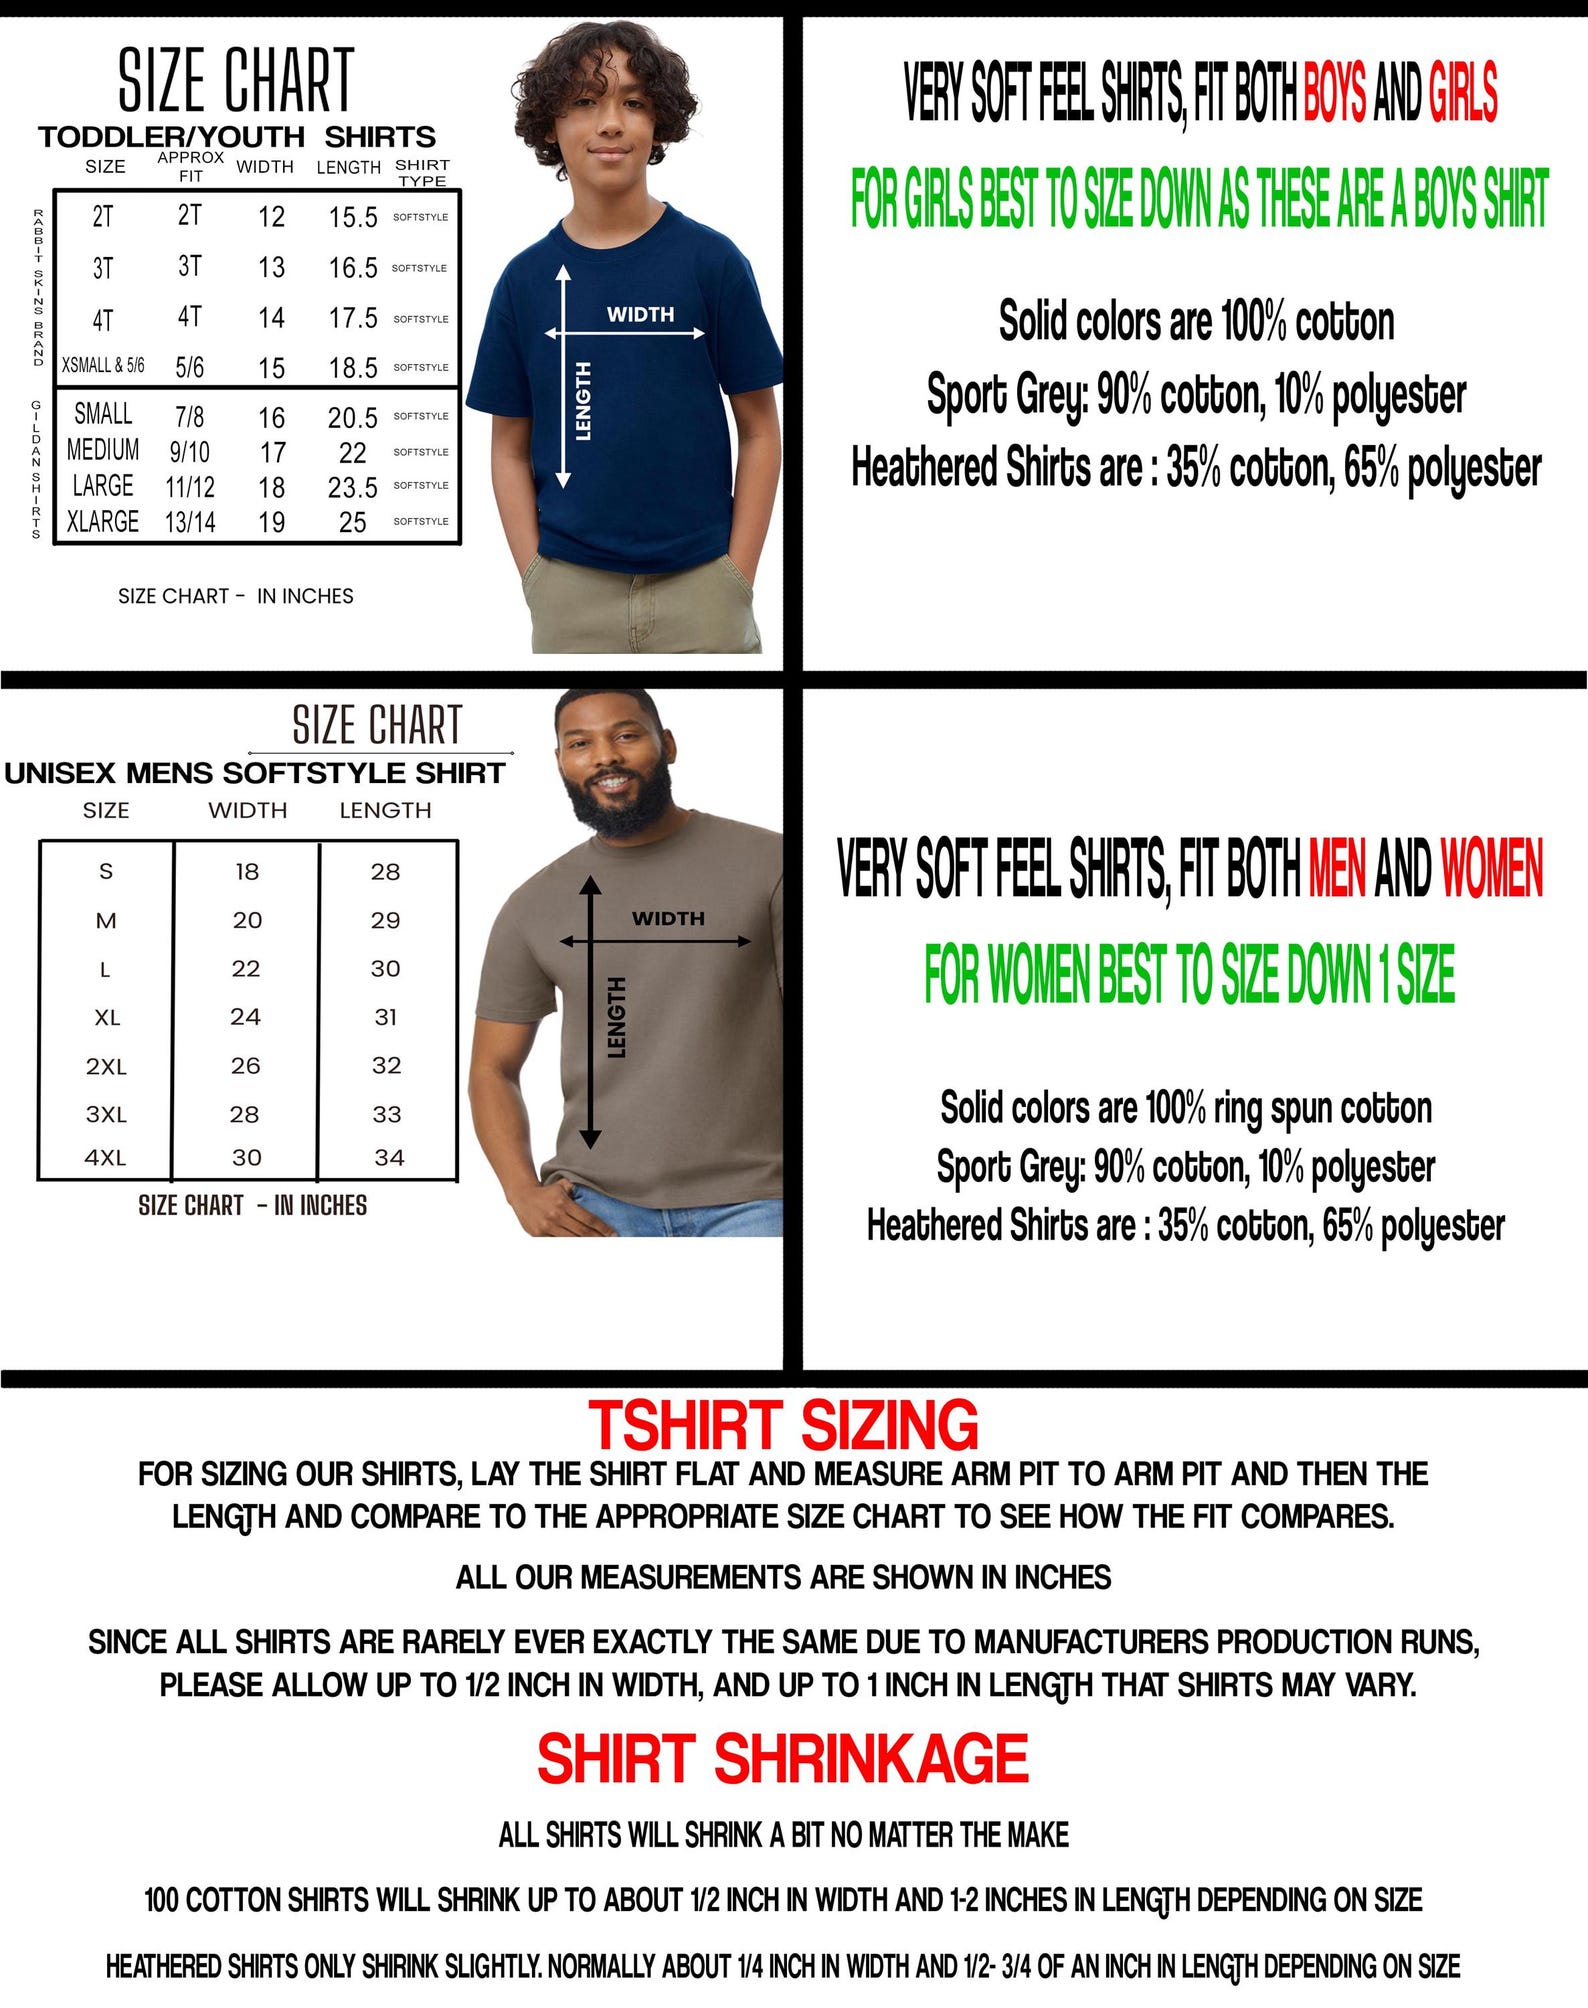 SIZE CHART
TODDLER/YOUTH SHIRTS
SIZE APPROX FIT WIDTH LENGTH SHIRT TYPE
RABBIT SKINS BRAND
2T 2T 12 15.5 SOFTSTYLE
3T 3T 13 16.5 SOFTSTYLE
4T 4T 14 17.5 SOFTSTYLE
XSMALL & 5/6 5/6 15 18.5 SOFTSTYLE
GILDAN SHIRTS
SMALL 7/8 16 20.5 SOFTSTYLE
MEDIUM 9/10 17 22 SOFTSTYLE
LARGE 11/12 18 23.5 SOFTSTYLE
XLARGE 13/14 19 25 SOFTSTYLE
SIZE CHART - IN INCHES
WIDTH
LENGTH
VERY SOFT FEEL SHIRTS, FIT BOTH BOYS AND GIRLS
FOR GIRLS BEST TO SIZE DOWN AS THESE ARE A BOYS SHIRT
Solid colors are 100% cotton
Sport Grey: 90% cotton, 10% polyester
Heathered Shirts are : 35% cotton, 65% polyester
SIZE CHART
UNISEX MENS SOFTSTYLE SHIRT
SIZE WIDTH LENGTH
S 18 28
M 20 29
L 22 30
XL 24 31
2XL 26 32
3XL 28 33
4XL 30 34
SIZE CHART - IN INCHES
WIDTH
LENGTH
VERY SOFT FEEL SHIRTS, FIT BOTH MEN AND WOMEN
FOR WOMEN BEST TO SIZE DOWN 1 SIZE
Solid colors are 100% ring spun cotton
Sport Grey: 90% cotton, 10% polyester
Heathered Shirts are : 35% cotton, 65% polyester
TSHIRT SIZING
FOR SIZING OUR SHIRTS, LAY THE SHIRT FLAT AND MEASURE ARM PIT TO ARM PIT AND THEN THE
LENGTH AND COMPARE TO THE APPROPRIATE SIZE CHART TO SEE HOW THE FIT COMPARES.
ALL OUR MEASUREMENTS ARE SHOWN IN INCHES
SINCE ALL SHIRTS ARE RARELY EVER EXACTLY THE SAME DUE TO MANUFACTURERS PRODUCTION RUNS,
PLEASE ALLOW UP TO 1/2 INCH IN WIDTH, AND UP TO 1 INCH IN LENGTH THAT SHIRTS MAY VARY.
SHIRT SHRINKAGE
ALL SHIRTS WILL SHRINK A BIT NO MATTER THE MAKE
100 COTTON SHIRTS WILL SHRINK UP TO ABOUT 1/2 INCH IN WIDTH AND 1-2 INCHES IN LENGTH DEPENDING ON SIZE
HEATHERED SHIRTS ONLY SHIRINK SLIGHTLY. NORMALLY ABOUT 1/4 INCH IN WIDTH AND 1/2- 3/4 OF AN INCH IN LENGTH DEPENDING ON SIZE